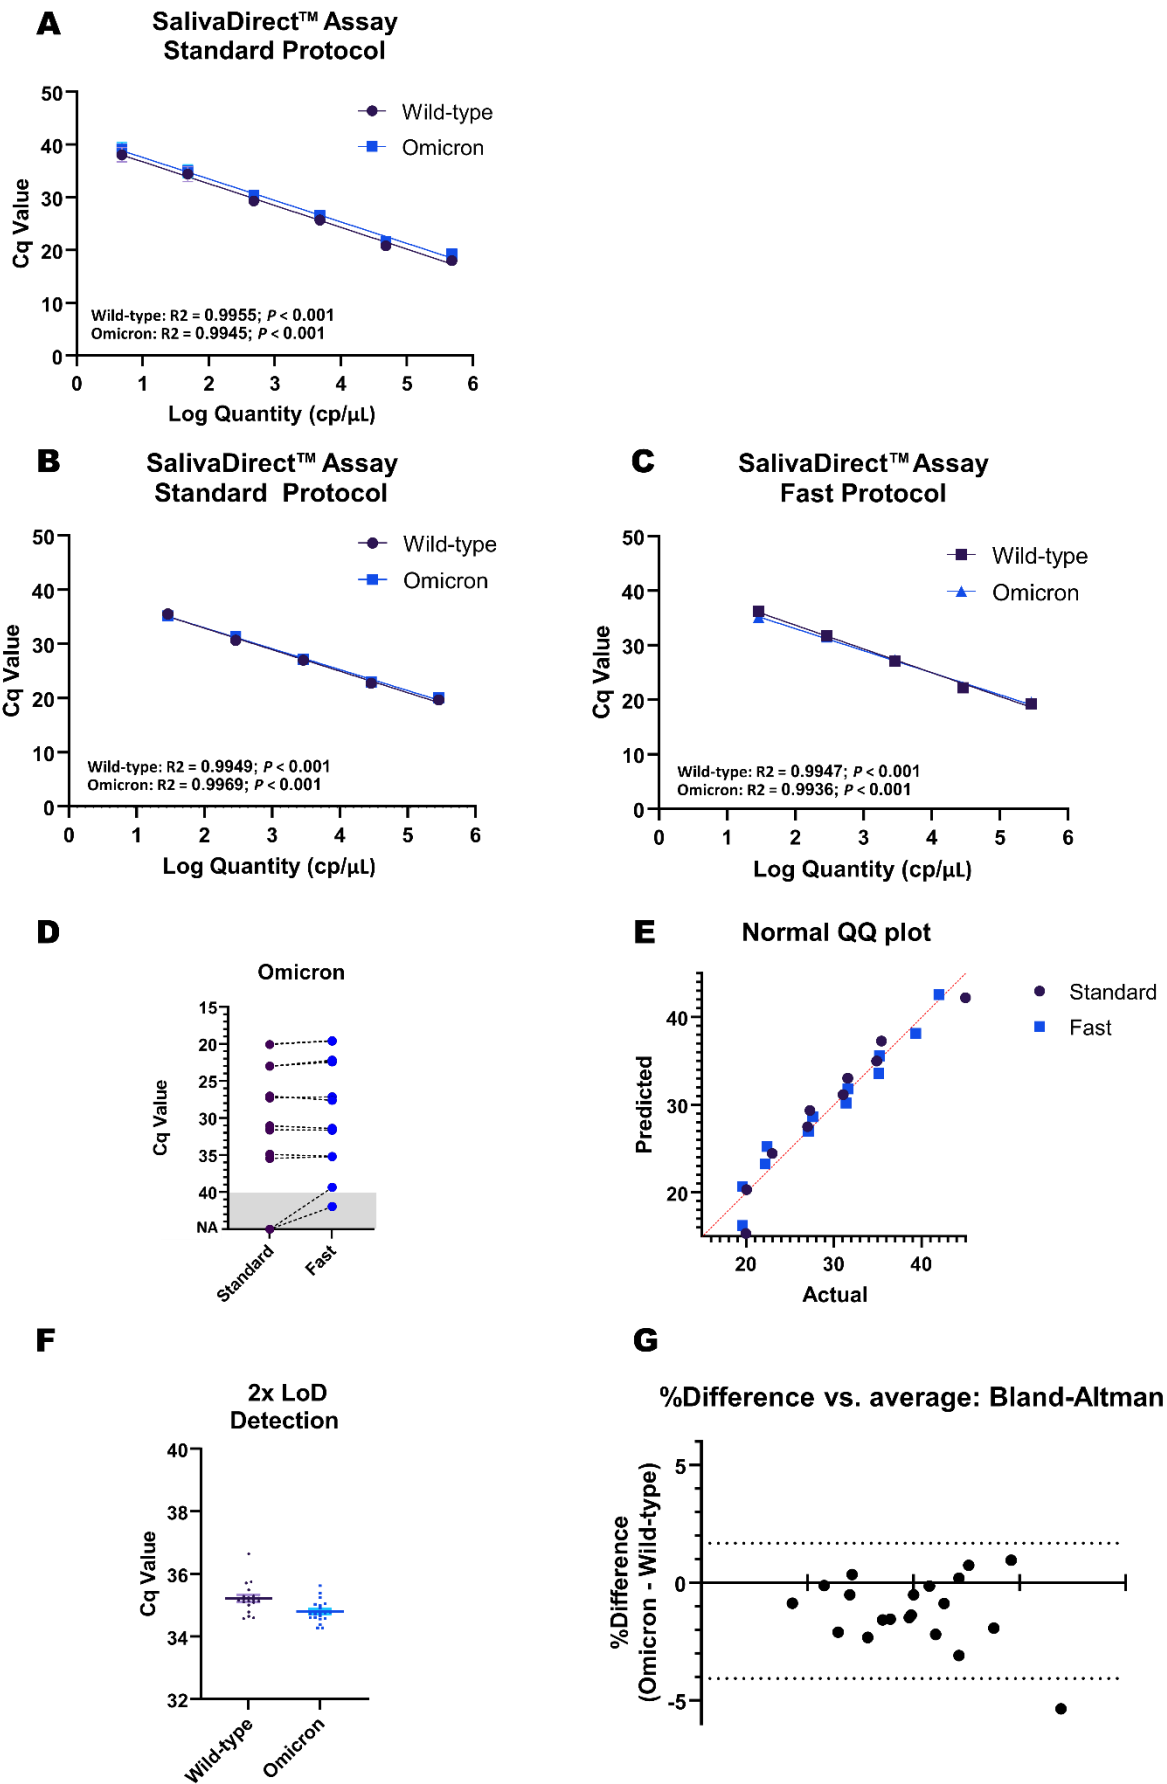 A
SalivaDirect™ Assay
Standard Protocol
50
40
30
20
10
0
Cq Value
Wild-type
Omicron
Wild-type: R2 = 0.9955; P < 0.001
Omicron: R2 = 0.9945; P < 0.001
0 1 2 3 4 5 6
Log Quantity (cp/µL)
B
SalivaDirect™ Assay
Standard Protocol
50
40
30
20
10
0
Cq Value
Wild-type
Omicron
Wild-type: R2 = 0.9949; P < 0.001
Omicron: R2 = 0.9969; P < 0.001
0 1 2 3 4 5 6
Log Quantity (cp/µL)
C
SalivaDirect™ Assay
Fast Protocol
50
40
30
20
10
0
Cq Value
Wild-type
Omicron
Wild-type: R2 = 0.9947; P < 0.001
Omicron: R2 = 0.9936; P < 0.001
0 1 2 3 4 5 6
Log Quantity (cp/µL)
D
Omicron
15
20
25
30
35
40
NA
Cq Value
Standard
Fast
E
Normal QQ plot
40
30
20
Predicted
Standard
Fast
20 30 40
Actual
F
2x LoD
Detection
40
38
36
34
32
Cq Value
Wild-type
Omicron
G
%Difference vs. average: Bland-Altman
5
0
-5
%Difference
(Omicron - Wild-type)